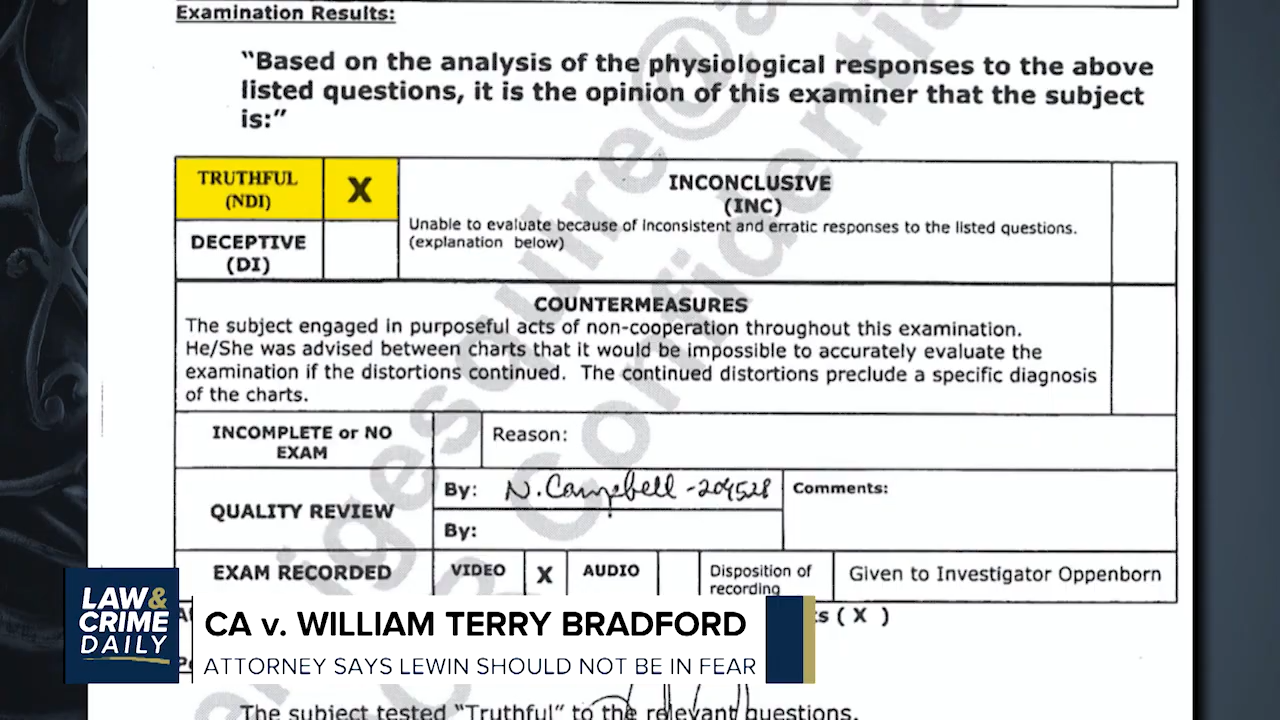 Examination Results:
“Based on the analysis of the physiological responses to the above
listed questions, it is the opinion of this examiner that the subject
is:”
TRUTHFUL
(NDI)
X
INCONCLUSIVE
(INC)
Unable to evaluate because of inconsistent and erratic responses to the listed questions.
(explanation below)
DECEPTIVE
(DI)
COUNTERMEASURES
The subject engaged in purposeful acts of non-cooperation throughout this examination.
He/She was advised between charts that it would be impossible to accurately evaluate the
examination if the distortions continued. The continued distortions preclude a specific diagnosis
of the charts.
INCOMPLETE or NO
EXAM
Reason:
QUALITY REVIEW
By: N. Campbell - 204528
By:
Comments:
EXAM RECORDED
VIDEO
X
AUDIO
Disposition of
recording
Given to Investigator Oppenborn
( X )
LAW&
CRIME
DAILY
CA v. WILLIAM TERRY BRADFORD
ATTORNEY SAYS LEWIN SHOULD NOT BE IN FEAR
The subject tested “Truthful” to the relevant questions.